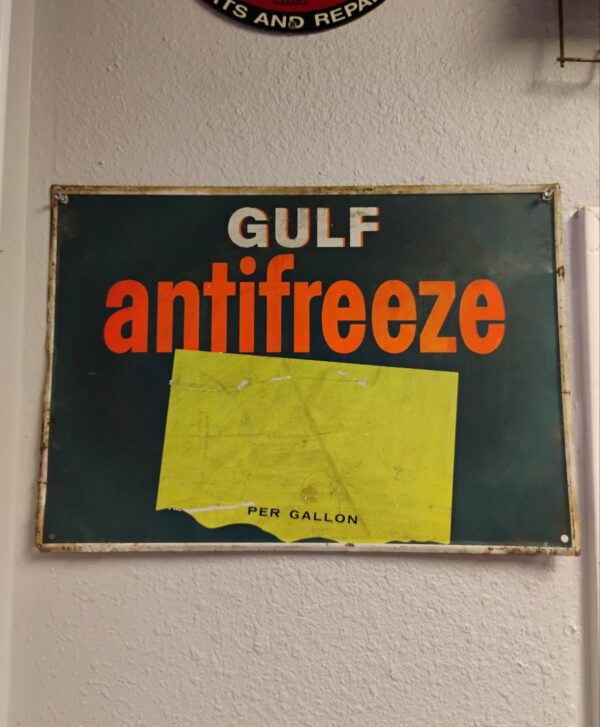 TS AND REPA
GULF
antifreeze
PER GALLON